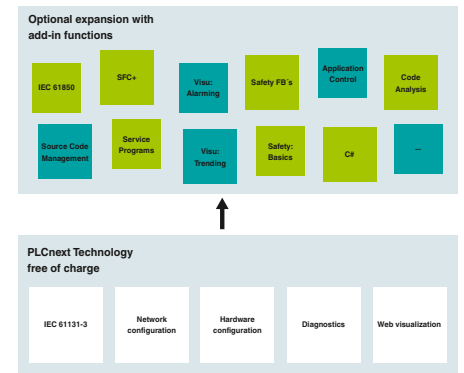 Optional expansion with
add-in functions
IEC 61850
SFC+
Visu:
Alarming
Safety FB´s
Application
Control
Code
Analysis
Source Code
Management
Service
Programs
Visu:
Trending
Safety:
Basics
C#
...
PLCnext Technology
free of charge
IEC 61131-3
Network
configuration
Hardware
configuration
Diagnostics
Web visualization